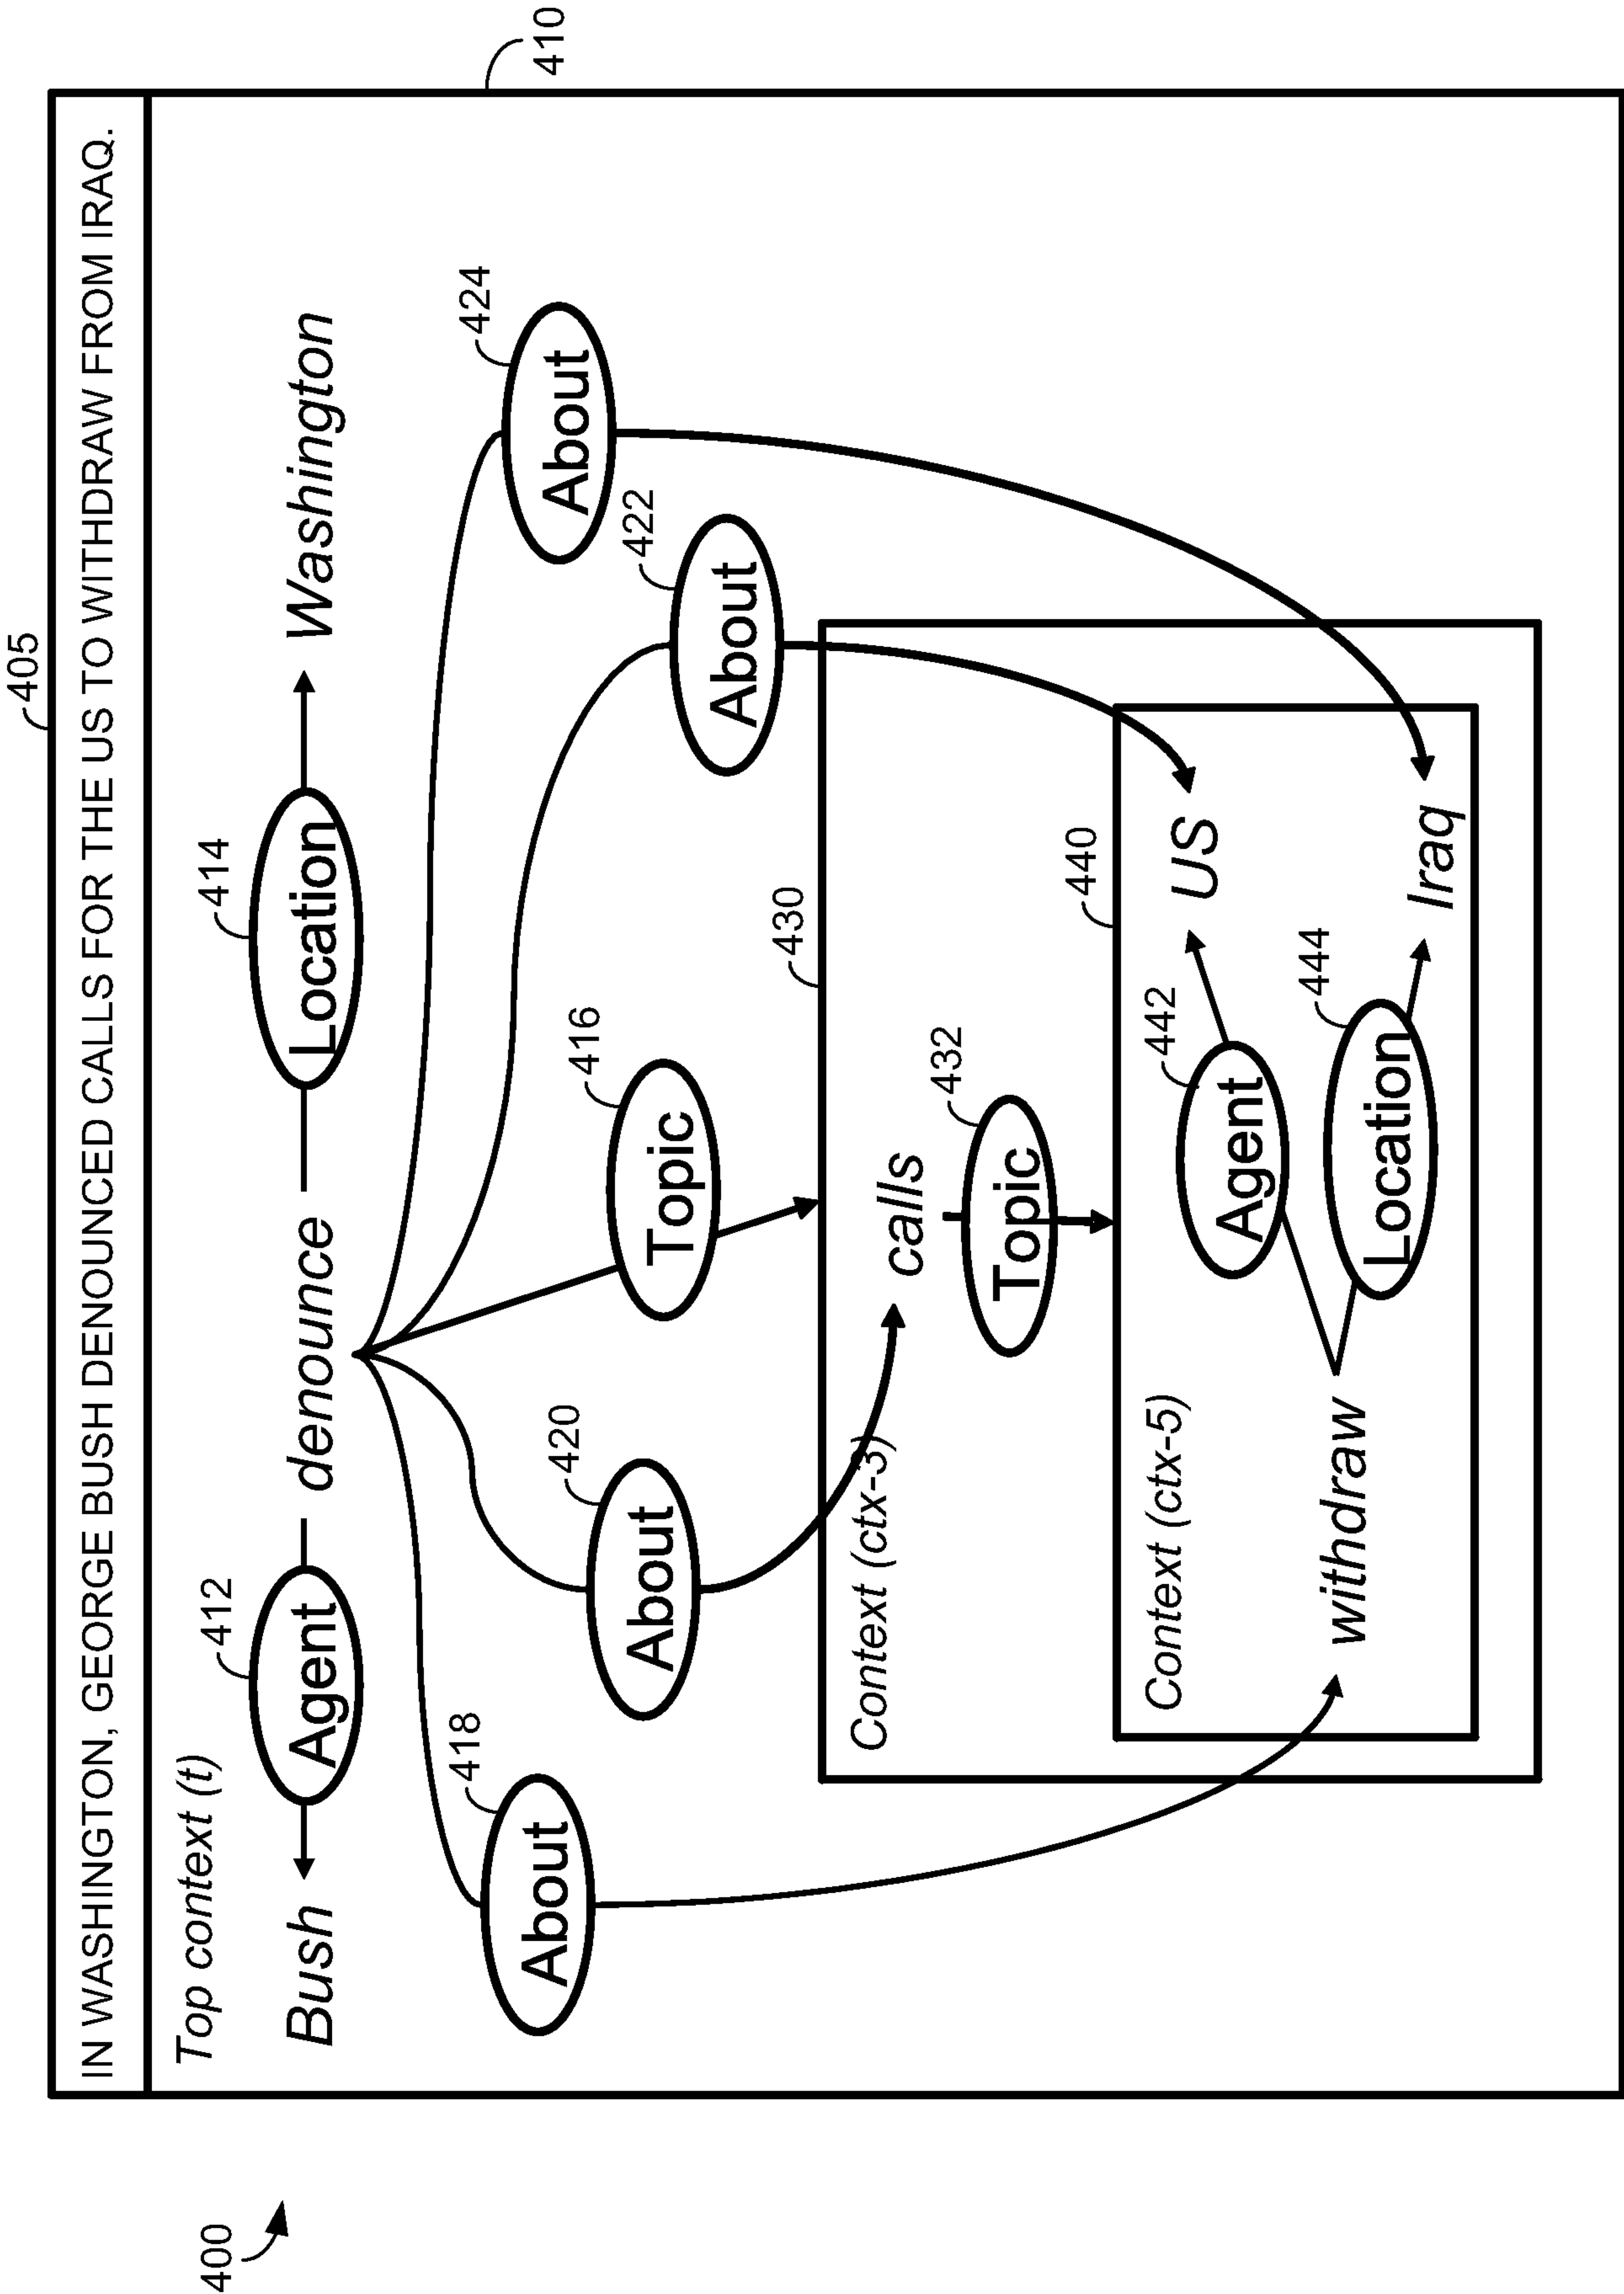 400
405
IN WASHINGTON, GEORGE BUSH DENOUNCED CALLS FOR THE US TO WITHDRAW FROM IRAQ.
410
Top context (t)
412
414
Bush
Agent
denounce
Location
Washington
418
420
416
422
424
About
About
Topic
About
About
430
Context (ctx-3)
calls
432
Topic
440
Context (ctx-5)
442
Agent
US
withdraw
444
Location
Iraq